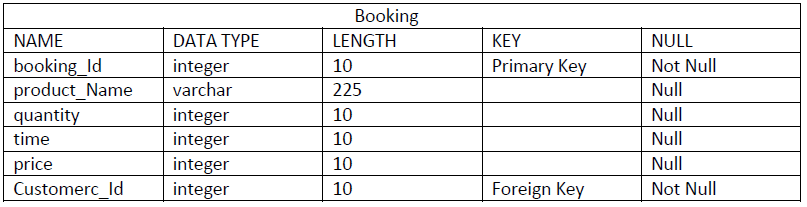 Booking
NAME DATA TYPE LENGTH KEY NULL
booking_Id integer 10 Primary Key Not Null
product_Name varchar 225 Null
quantity integer 10 Null
time integer 10 Null
price integer 10 Null
Customerc_Id integer 10 Foreign Key Not Null